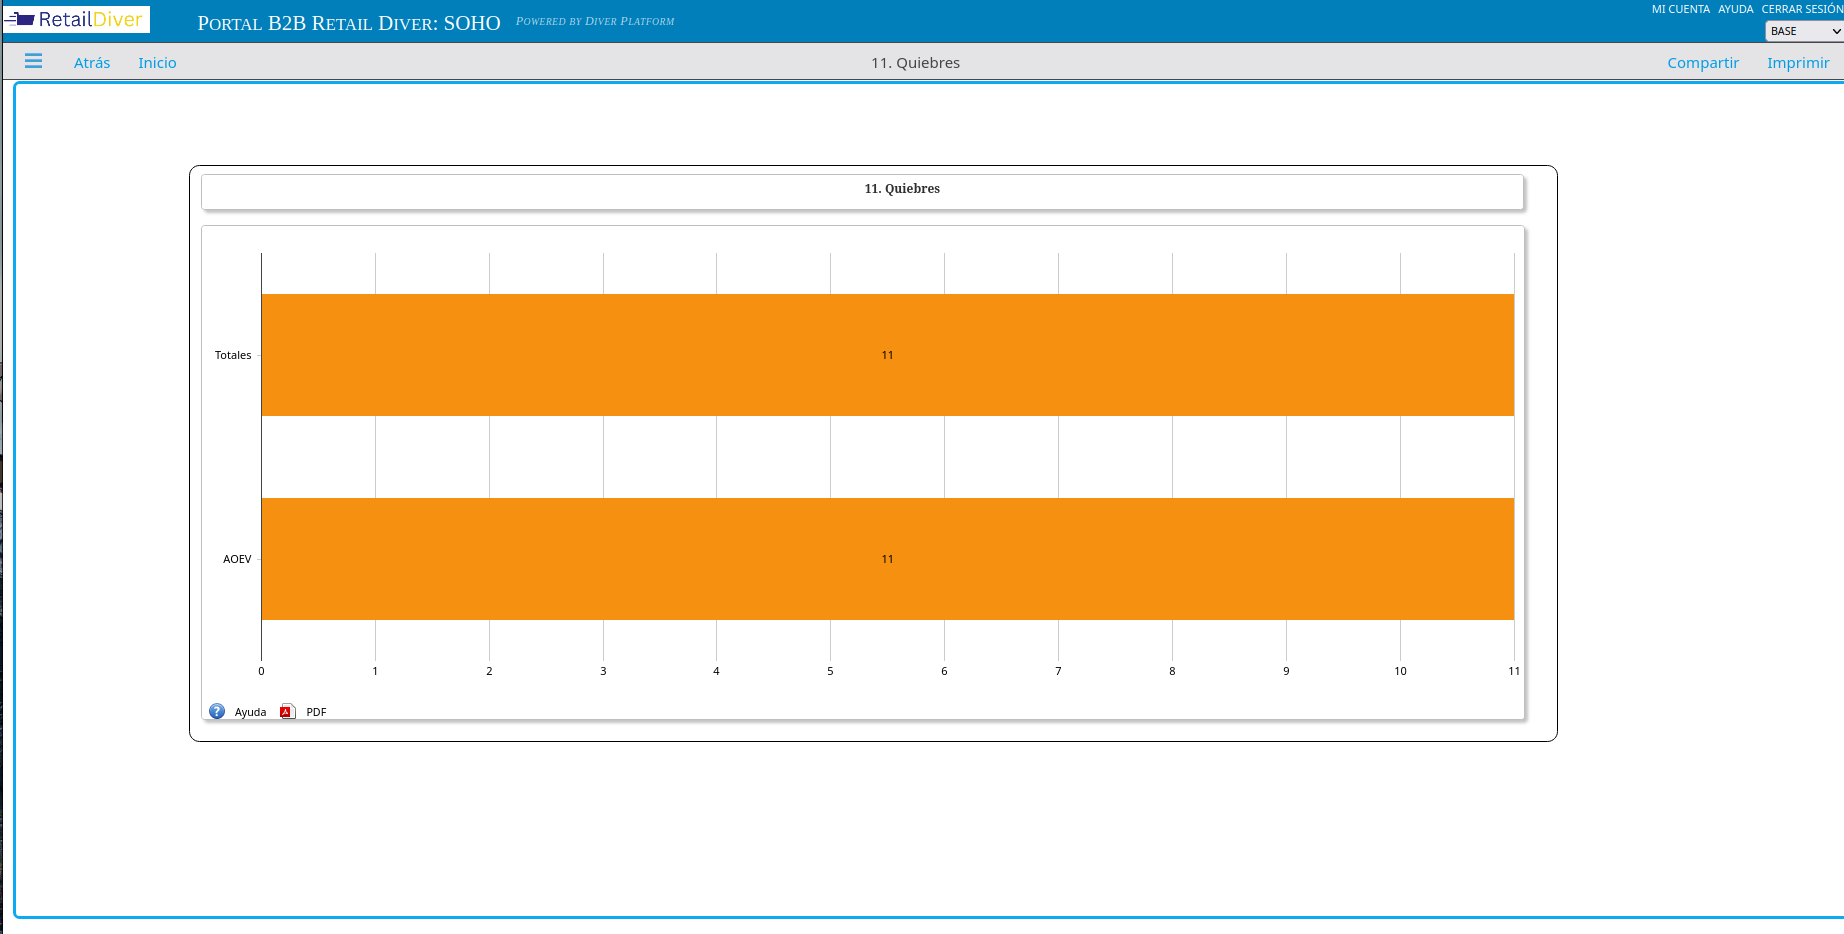 RetailDiver
PORTAL B2B RETAIL DIVER: SOHO
POWERED BY DIVER PLATFORM
MI CUENTA AYUDA CERRAR SESIÓN
BASE
Atrás Inicio 11. Quiebres Compartir Imprimir
11. Quiebres
Totales 11
AOEV 11
0 1 2 3 4 5 6 7 8 9 10 11
? Ayuda PDF